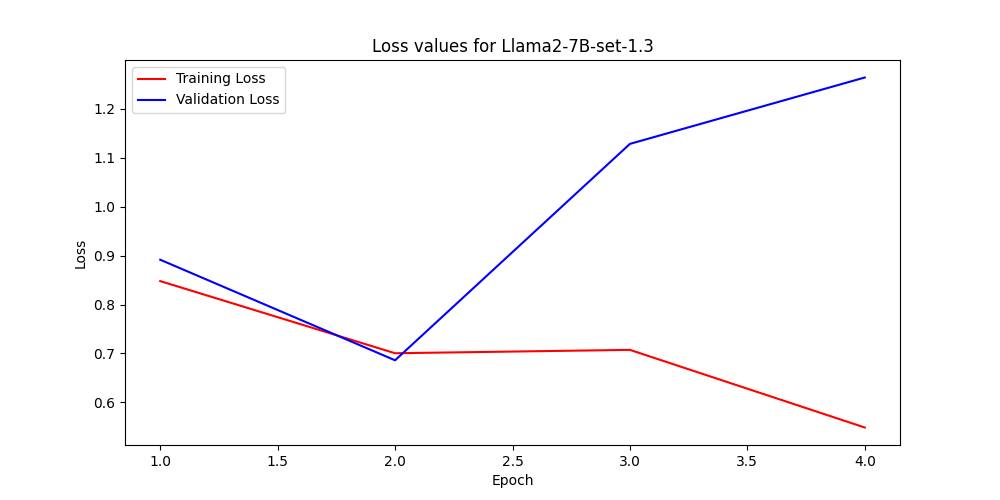 Loss values for Llama2-7B-set-1.3
Training Loss
Validation Loss
1.2
1.1
1.0
0.9
0.8
0.7
0.6
Loss
1.0
1.5
2.0
2.5
3.0
3.5
4.0
Epoch